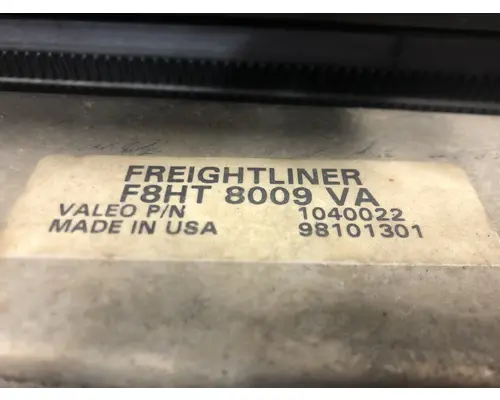 FREIGHTLINER
F8HT 8009 VA
VALEO P/N 1040022
MADE IN USA 98101301